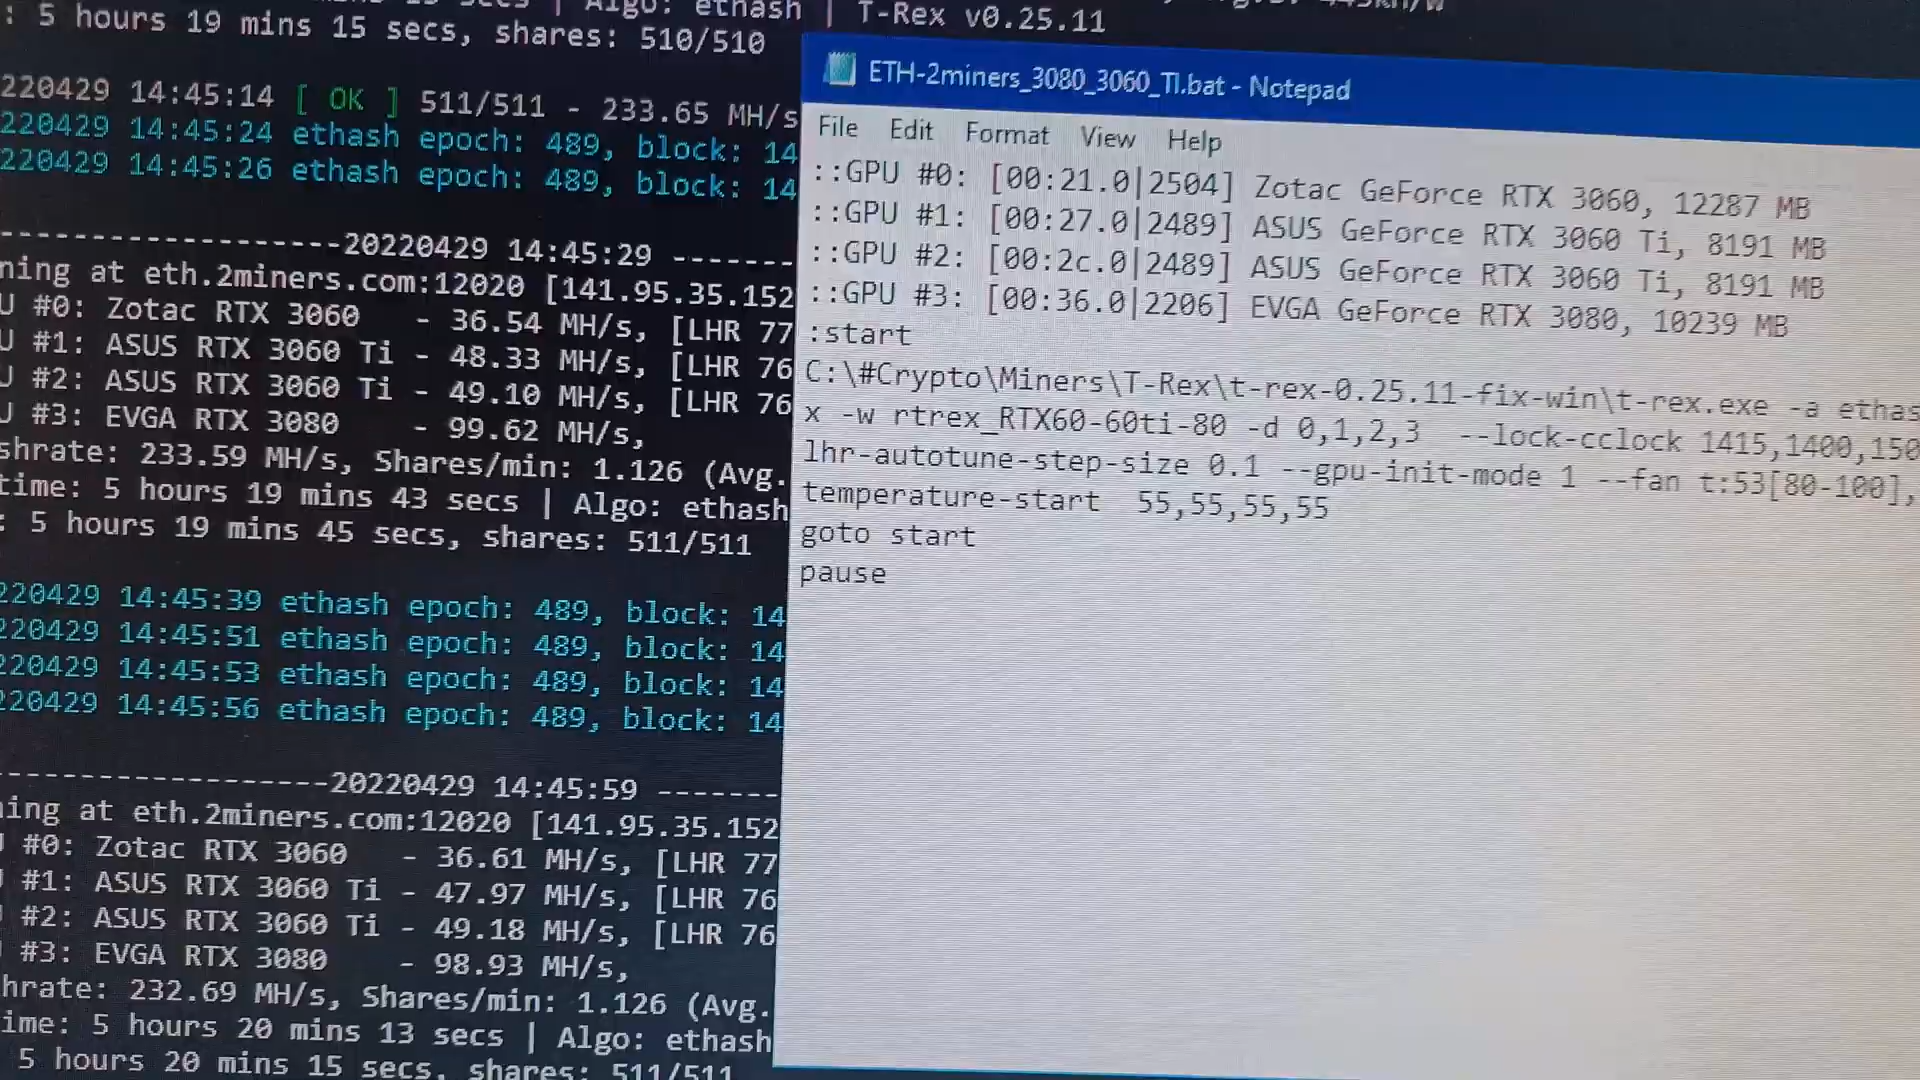 : 5 hours 19 mins 15 secs, shares: 510/510
ethash | T-Rex v0.25.11
220429 14:45:14 [ OK ] 511/511 - 233.65 MH/s
220429 14:45:24 ethash epoch: 489, block: 14
220429 14:45:26 ethash epoch: 489, block: 14
-------------------20220429 14:45:29 -------
ning at eth.2miners.com:12020 [141.95.35.152
U #0: Zotac RTX 3060 - 36.54 MH/s, [LHR 77
U #1: ASUS RTX 3060 Ti - 48.33 MH/s, [LHR 76
U #2: ASUS RTX 3060 Ti - 49.10 MH/s, [LHR 76
U #3: EVGA RTX 3080 - 99.62 MH/s,
shrate: 233.59 MH/s, Shares/min: 1.126 (Avg.
time: 5 hours 19 mins 43 secs | Algo: ethash
: 5 hours 19 mins 45 secs, shares: 511/511
220429 14:45:39 ethash epoch: 489, block: 14
220429 14:45:51 ethash epoch: 489, block: 14
220429 14:45:53 ethash epoch: 489, block: 14
220429 14:45:56 ethash epoch: 489, block: 14
-------------------20220429 14:45:59 -------
ning at eth.2miners.com:12020 [141.95.35.152
U #0: Zotac RTX 3060 - 36.61 MH/s, [LHR 77
U #1: ASUS RTX 3060 Ti - 47.97 MH/s, [LHR 76
U #2: ASUS RTX 3060 Ti - 49.18 MH/s, [LHR 76
U #3: EVGA RTX 3080 - 98.93 MH/s,
hrate: 232.69 MH/s, Shares/min: 1.126 (Avg.
ime: 5 hours 20 mins 13 secs | Algo: ethash
5 hours 20 mins 15 secs, shares: 511/511
ETH-2miners_3080_3060_TI.bat - Notepad
File Edit Format View Help
::GPU #0: [00:21.0|2504] Zotac GeForce RTX 3060, 12287 MB
::GPU #1: [00:27.0|2489] ASUS GeForce RTX 3060 Ti, 8191 MB
::GPU #2: [00:2c.0|2489] ASUS GeForce RTX 3060 Ti, 8191 MB
::GPU #3: [00:36.0|2206] EVGA GeForce RTX 3080, 10239 MB
:start
C:\#Crypto\Miners\T-Rex\t-rex-0.25.11-fix-win\t-rex.exe -a ethas
x -w rtrex_RTX60-60ti-80 -d 0,1,2,3 --lock-cclock 1415,1400,150
lhr-autotune-step-size 0.1 --gpu-init-mode 1 --fan t:53[80-100],
temperature-start 55,55,55,55
goto start
pause